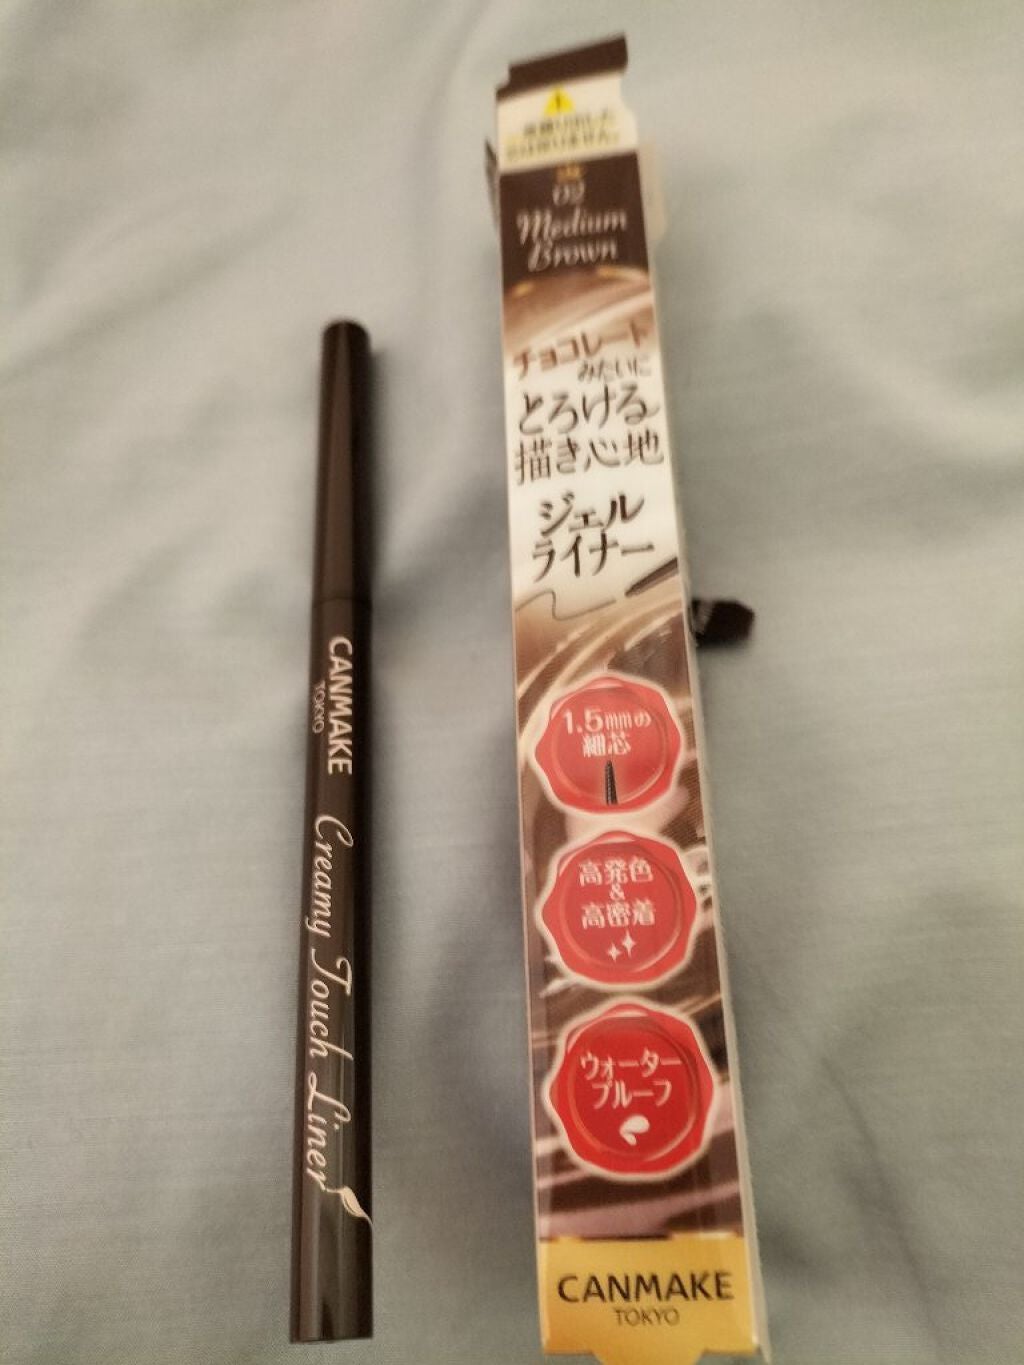 CANMAKE
TOKYO
Creamy Touch Liner
02
Medium
Brown
チョコレート
みたいに
とろける
描き心地
ジェル
ライナー
1.5mmの
細芯
高発色
&
高密着
ウォーター
プルーフ
CANMAKE
TOKYO